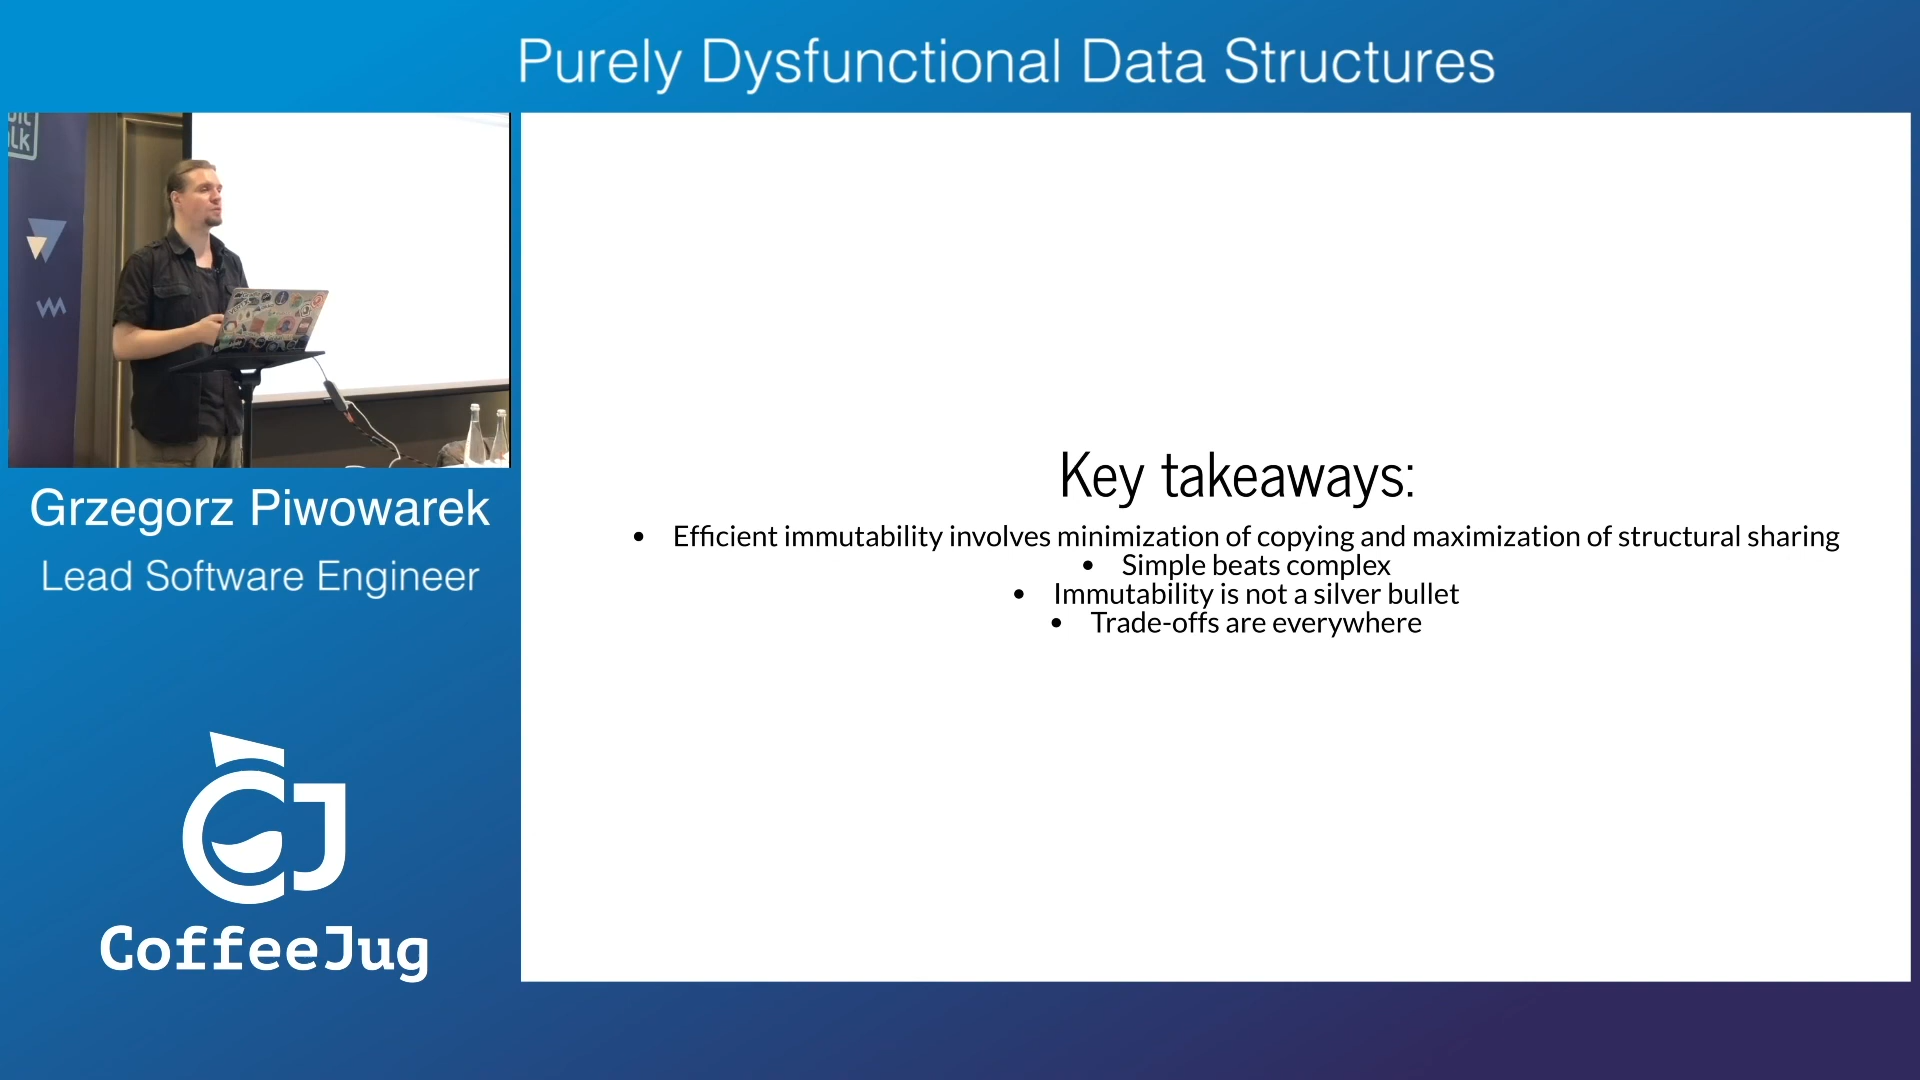 Purely Dysfunctional Data Structures
Grzegorz Piwowarek
Lead Software Engineer
CJ
CoffeeJug
Key takeaways:
• Efficient immutability involves minimization of copying and maximization of structural sharing
• Simple beats complex
• Immutability is not a silver bullet
• Trade-offs are everywhere